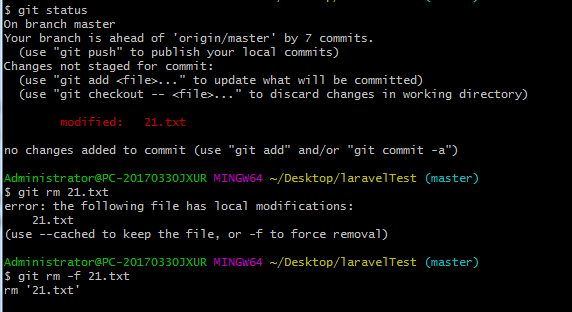 $ git status
On branch master
Your branch is ahead of 'origin/master' by 7 commits.
  (use "git push" to publish your local commits)
Changes not staged for commit:
  (use "git add <file>..." to update what will be committed)
  (use "git checkout -- <file>..." to discard changes in working directory)
        modified:   21.txt
no changes added to commit (use "git add" and/or "git commit -a")
Administrator@PC-20170330JXUR MINGW64 ~/Desktop/laravelTest (master)
$ git rm 21.txt
error: the following file has local modifications:
    21.txt
(use --cached to keep the file, or -f to force removal)
Administrator@PC-20170330JXUR MINGW64 ~/Desktop/laravelTest (master)
$ git rm -f 21.txt
rm '21.txt'